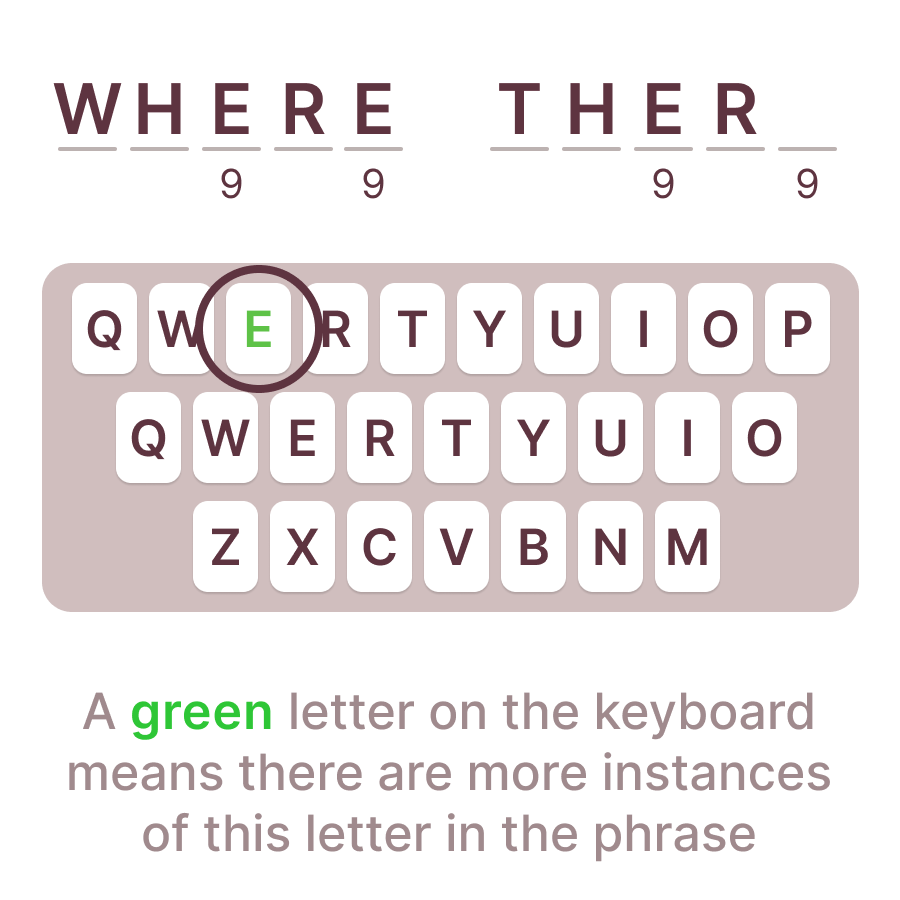 WHERE THER
9 9 9 9
Q W E R T Y U I O P
Q W E R T Y U I O
Z X C V B N M
A green letter on the keyboard
means there are more instances
of this letter in the phrase